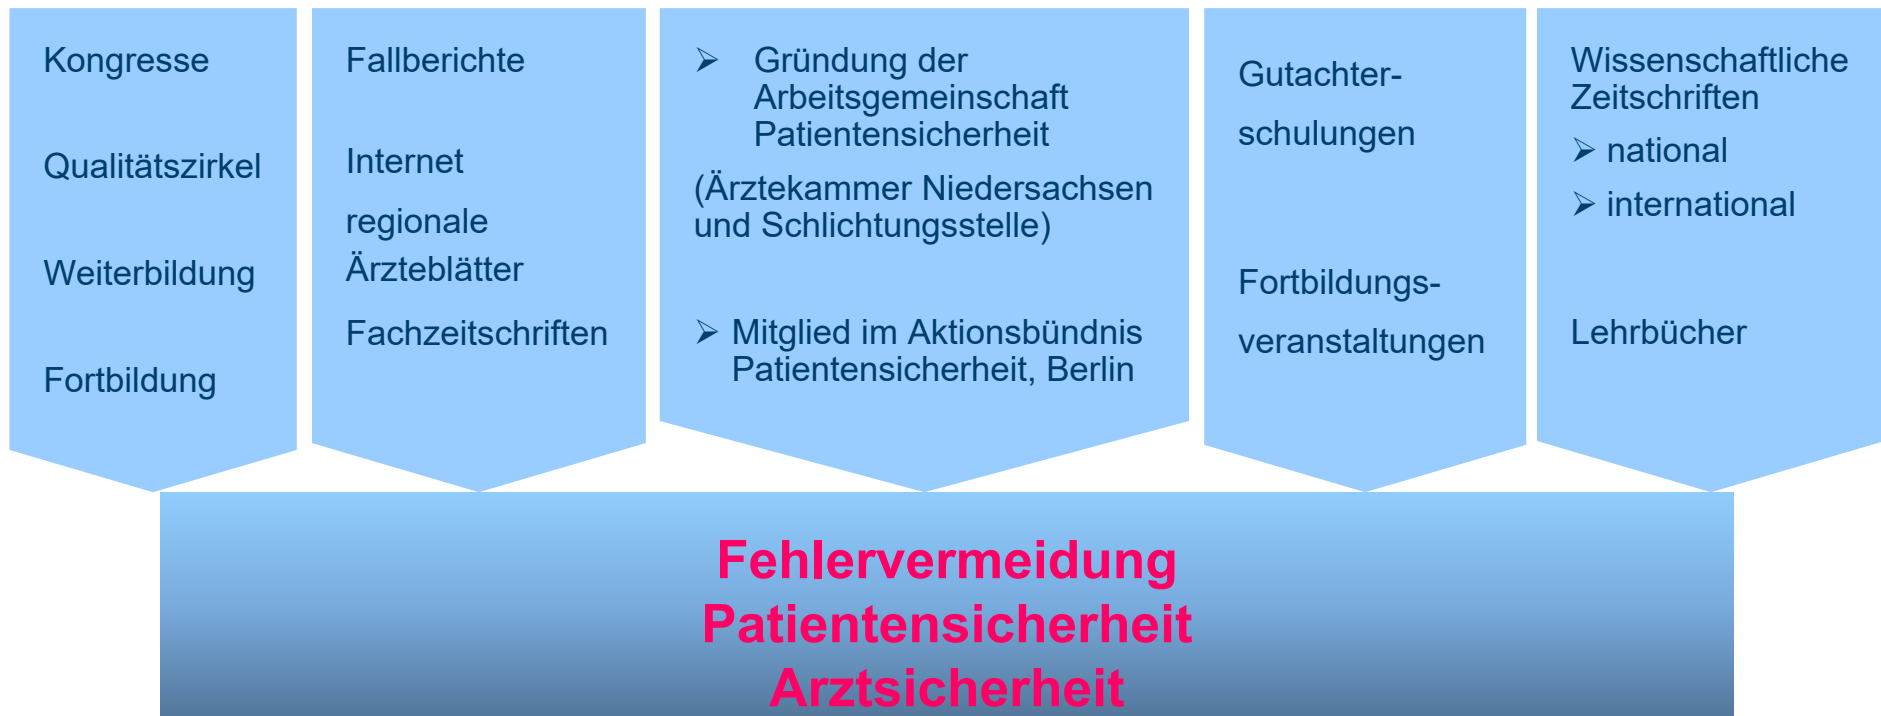 Kongresse
Qualitätszirkel
Weiterbildung
Fortbildung
Fallberichte
Internet
regionale
Ärzteblätter
Fachzeitschriften
➢ Gründung der
Arbeitsgemeinschaft
Patientensicherheit
(Ärztekammer Niedersachsen
und Schlichtungsstelle)
➢ Mitglied im Aktionsbündnis
Patientensicherheit, Berlin
Gutachter-
schulungen
Fortbildungs-
veranstaltungen
Wissenschaftliche
Zeitschriften
➢ national
➢ international
Lehrbücher
Fehlervermeidung
Patientensicherheit
Arztsicherheit